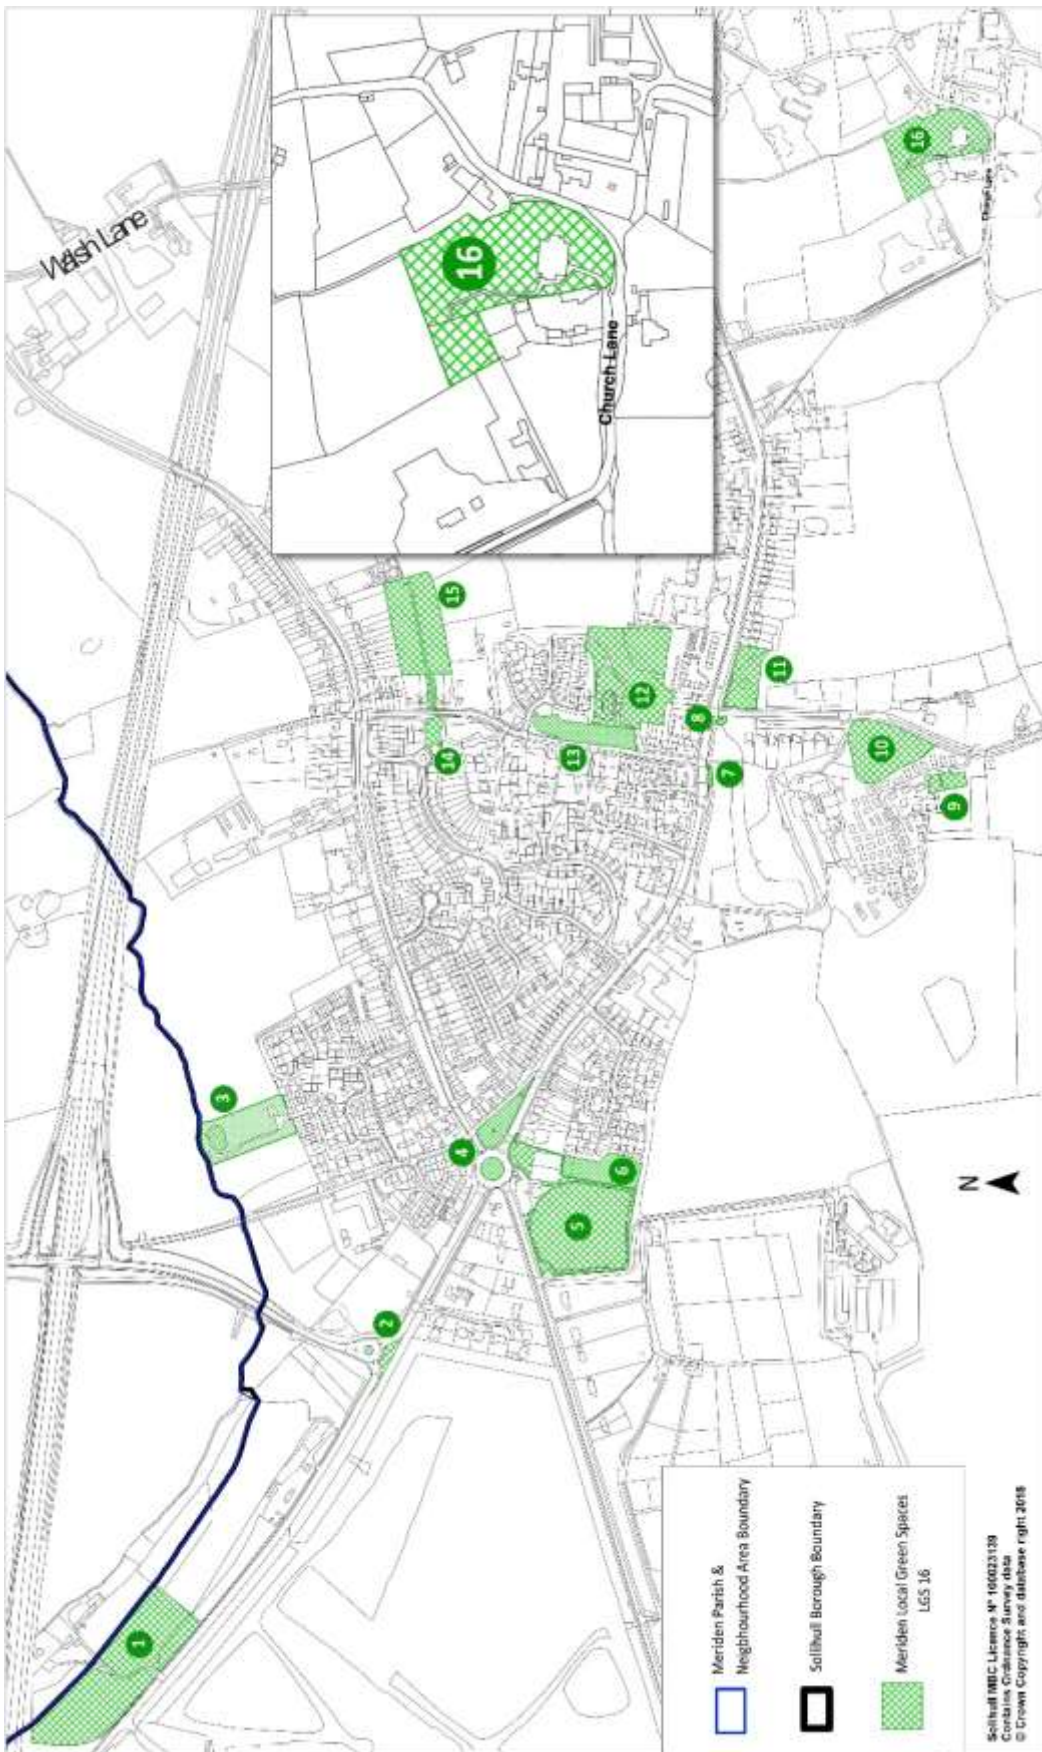 Walsh Lane
16
Church Lane
16
Church Lane
15
14
13
12
11
8
7
10
9
3
4
6
5
2
1
N
Meriden Parish &
Neighbourhood Area Boundary
Solihull Borough Boundary
Meriden Local Green Spaces
LGS 16
Solihull MBC Licence Nº 100023139
Contains Ordnance Survey data
© Crown Copyright and database right 2018